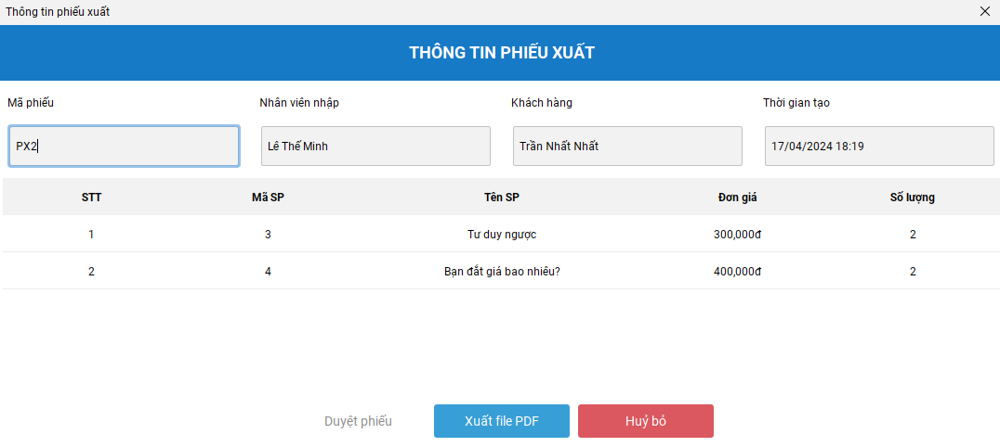 Thông tin phiếu xuất
THÔNG TIN PHIẾU XUẤT
Mã phiếu Nhân viên nhập Khách hàng Thời gian tạo
PX2 Lê Thế Minh Trần Nhất Nhất 17/04/2024 18:19
STT Mã SP Tên SP Đơn giá Số lượng
1 3 Tư duy ngược 300,000đ 2
2 4 Bạn đắt giá bao nhiêu? 400,000đ 2
Duyệt phiếu Xuất file PDF Huỷ bỏ